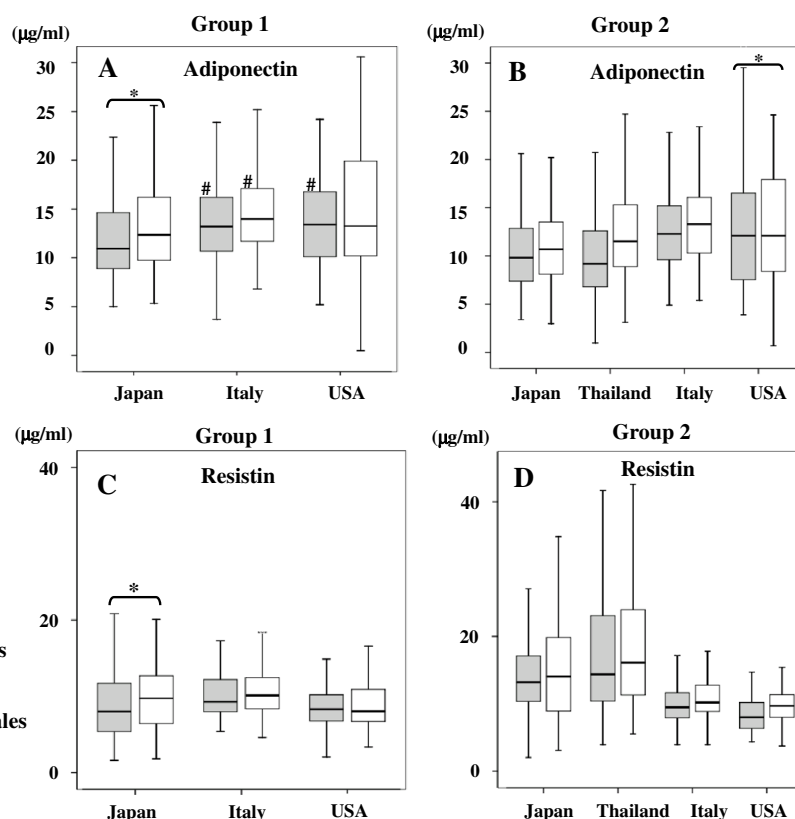 Group 1
(μg/ml)
A
Adiponectin
*
#
#
#
30
25
20
15
10
5
0
Japan
Italy
USA
Group 2
(μg/ml)
B
Adiponectin
*
30
25
20
15
10
5
0
Japan
Thailand
Italy
USA
Group 1
(μg/ml)
C
Resistin
*
40
20
0
Japan
Italy
USA
Group 2
(μg/ml)
D
Resistin
40
20
0
Japan
Thailand
Italy
USA